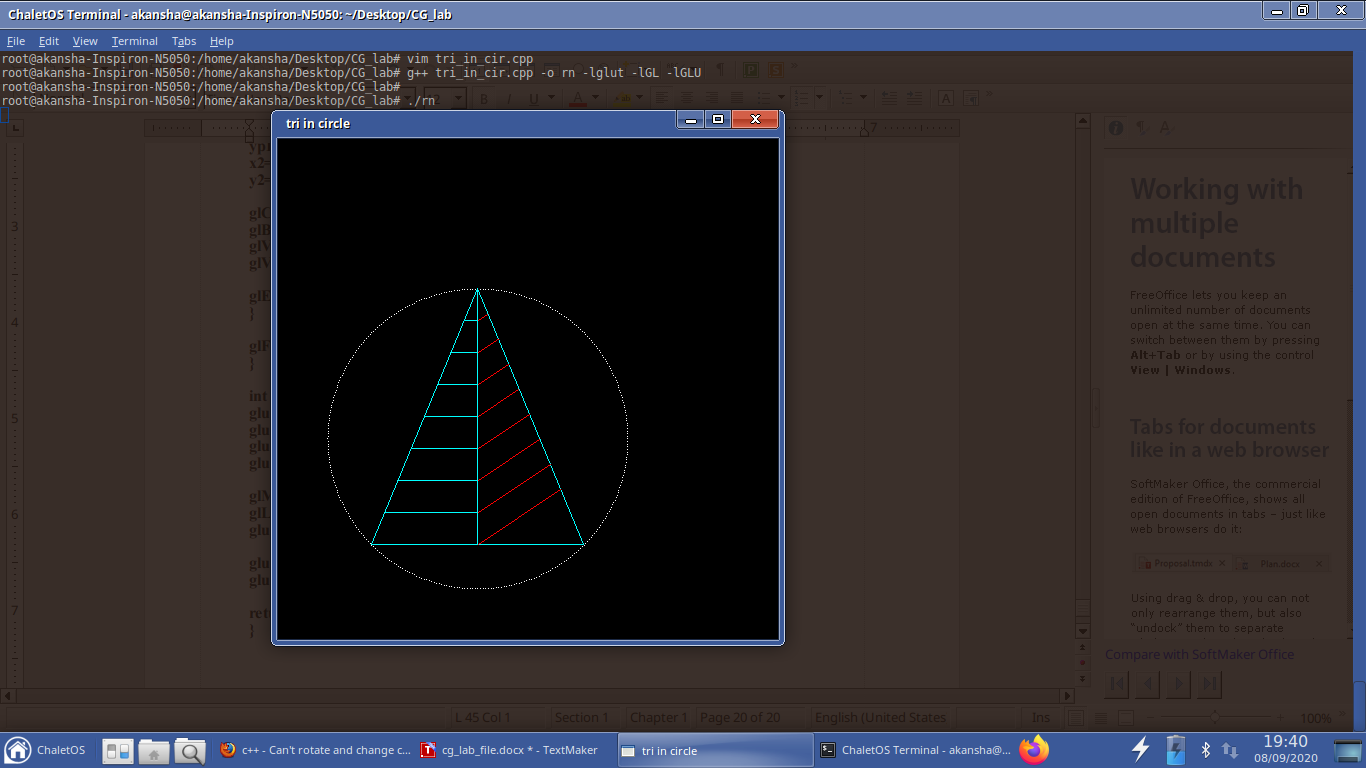 ChaletOS Terminal - akansha@akansha-Inspiron-N5050: ~/Desktop/CG_lab
File Edit View Terminal Tabs Help
root@akansha-Inspiron-N5050:/home/akansha/Desktop/CG_lab# vim tri_in_cir.cpp
root@akansha-Inspiron-N5050:/home/akansha/Desktop/CG_lab# g++ tri_in_cir.cpp -o rn -lglut -lGL -lGLU
root@akansha-Inspiron-N5050:/home/akansha/Desktop/CG_lab#
root@akansha-Inspiron-N5050:/home/akansha/Desktop/CG_lab# ./rn
tri in circle
7
x2=
y2=
3
4
5
6
7
int
}
Working with
multiple
documents
FreeOffice lets you keep an
unlimited number of documents
open at the same time. You can
switch between them by pressing
Alt+Tab or by using the control
View | Windows.
Tabs for documents
like in a web browser
SoftMaker Office, the commercial
edition of FreeOffice, shows all
open documents in tabs – just like
web browsers do it:
Proposal.tmdx × Plan.docx ×
Using drag & drop, you can not
only rearrange them, but also
"undock" them to separate
Compare with SoftMaker Office
L 45 Col 1 Section 1 Chapter 1 Page 20 of 20 English (United States Ins 100%
ChaletOS
c++ - Can't rotate and change c...
cg_lab_file.docx * - TextMaker
tri in circle
ChaletOS Terminal - akansha@...
19:40
08/09/2020